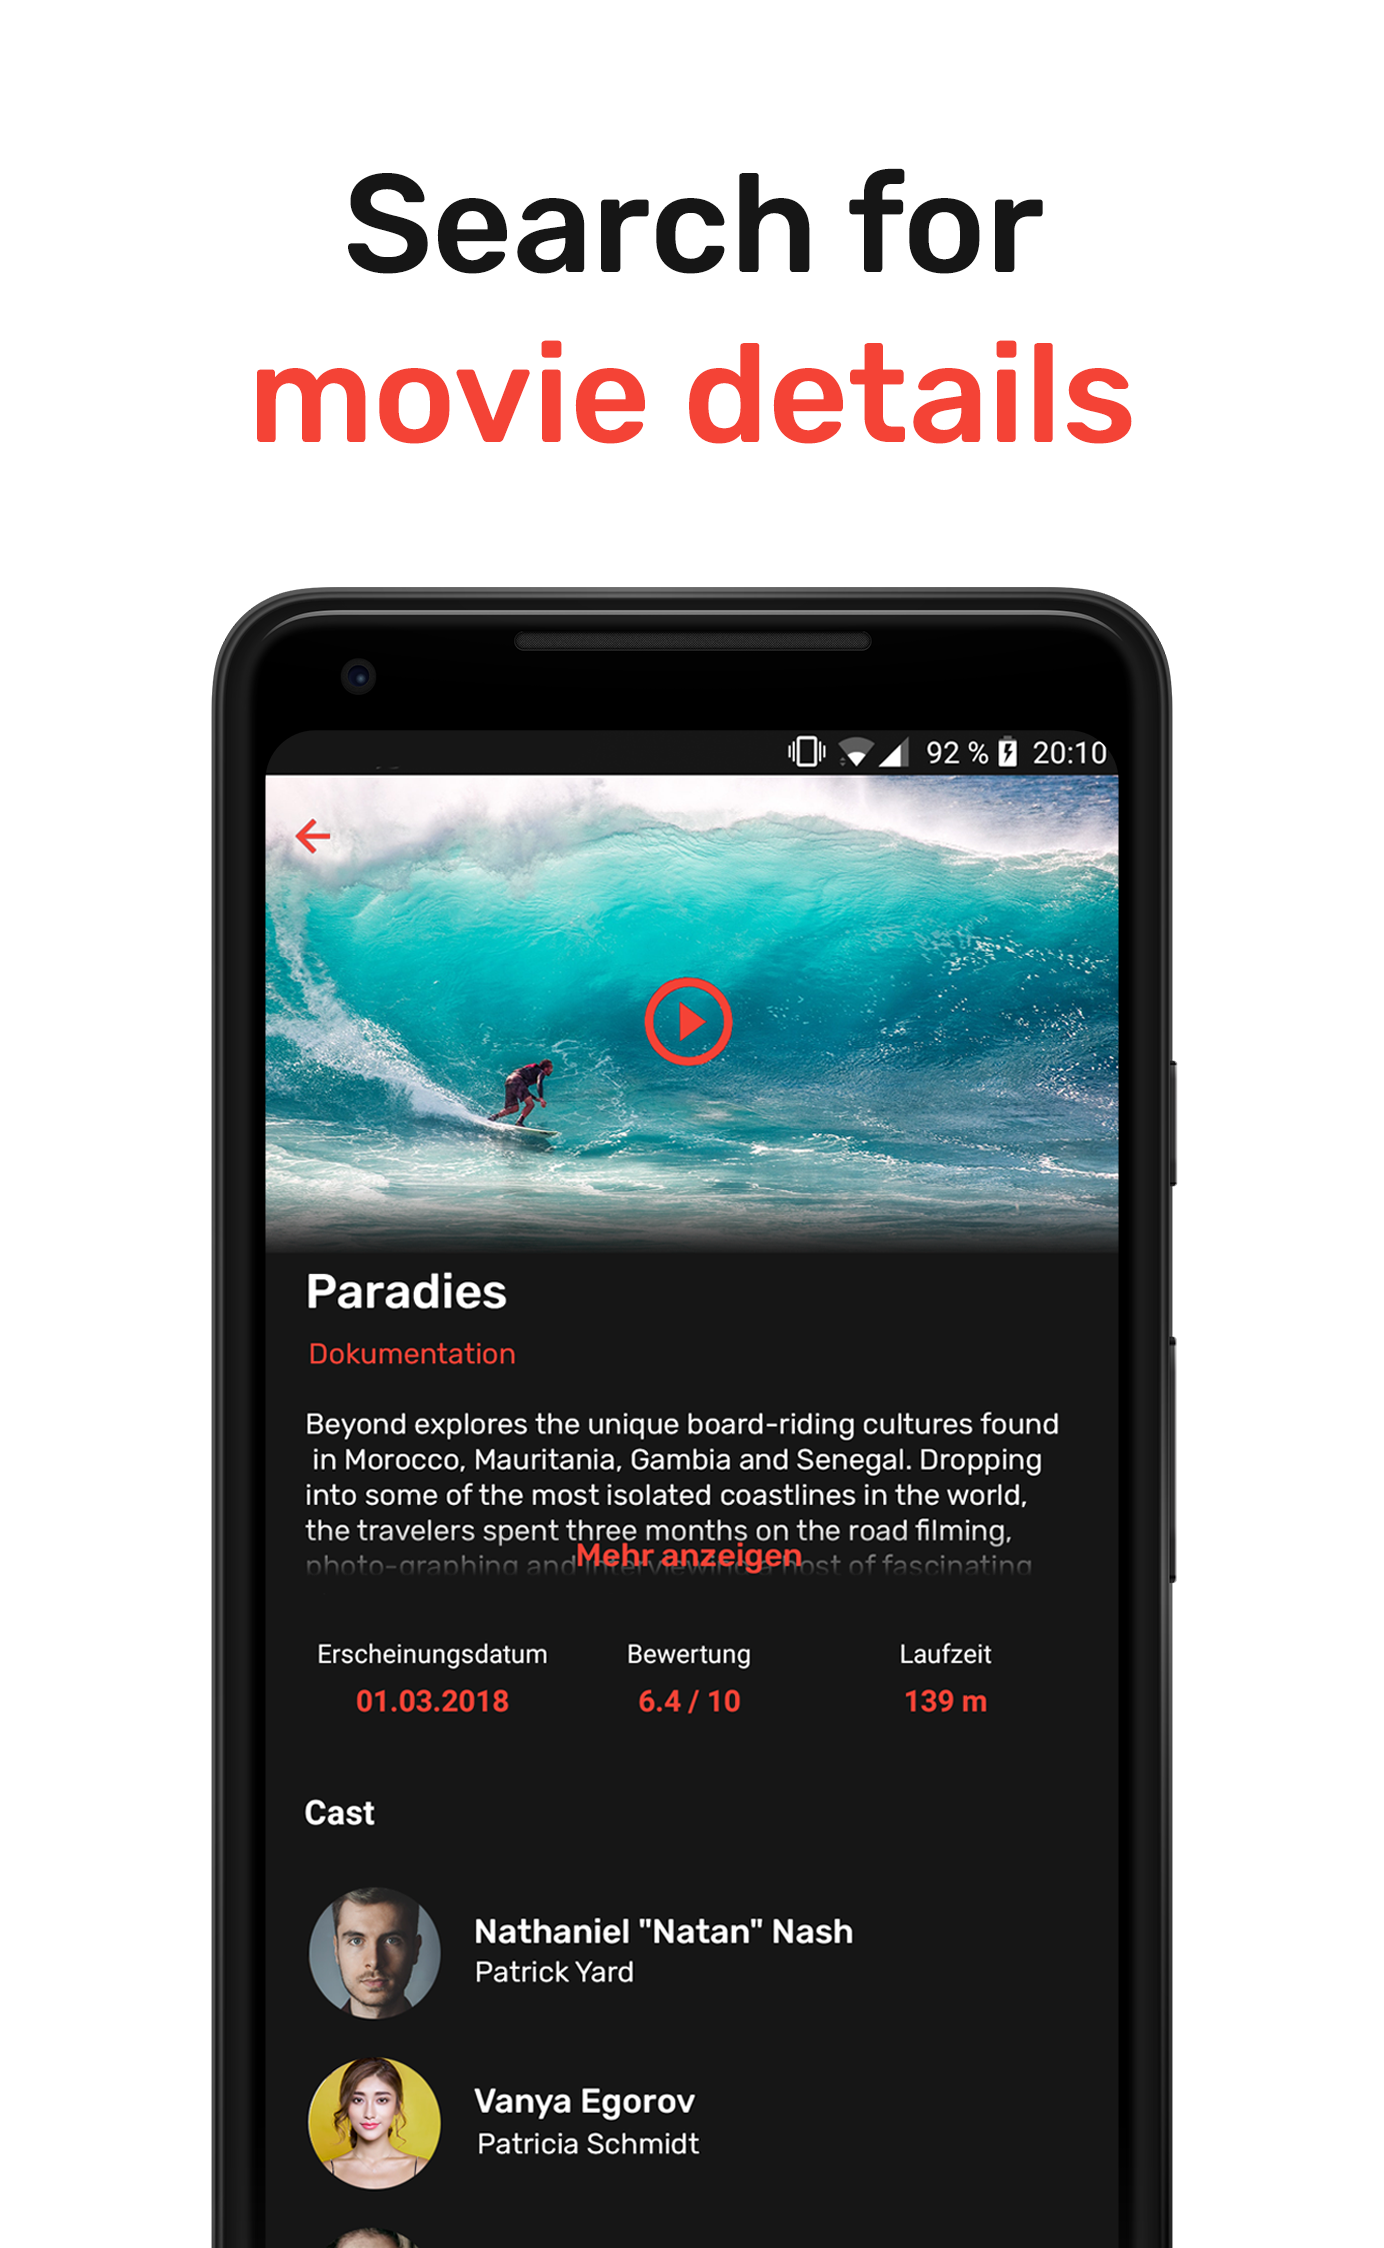 Search for
movie details
92 % 20:10
Paradies
Dokumentation
Beyond explores the unique board-riding cultures found
in Morocco, Mauritania, Gambia and Senegal. Dropping
into some of the most isolated coastlines in the world,
the travelers spent three months on the road filming,
photo-graphing and interviewing a host of fascinating
Mehr anzeigen
Erscheinungsdatum Bewertung Laufzeit
01.03.2018 6.4 / 10 139 m
Cast
Nathaniel "Natan" Nash
Patrick Yard
Vanya Egorov
Patricia Schmidt